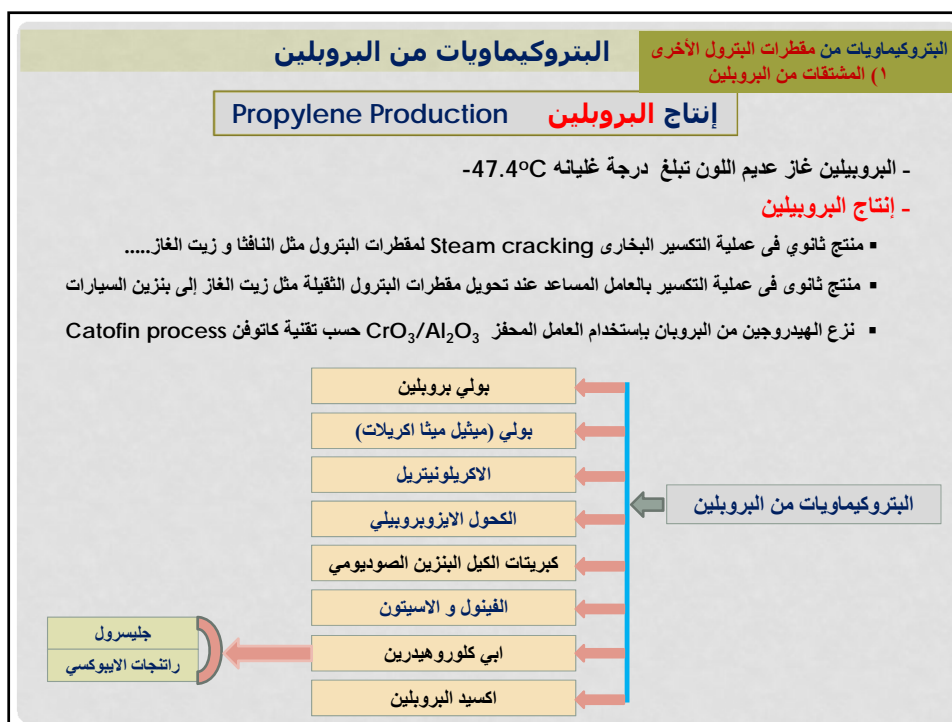 البتروكيماويات من مقطرات البترول الأخرى
١) المشتقات من البروبلين
البتروكيماويات من البروبلين
إنتاج البروبلين Propylene Production
- البروبيلين غاز عديم اللون تبلغ درجة غليانه 47.4ºC-
- إنتاج البروبيلين
▪ منتج ثانوي فى عملية التكسير البخارى Steam cracking لمقطرات البترول مثل النافثا و زيت الغاز.....
▪ منتج ثانوى فى عملية التكسير بالعامل المساعد عند تحويل مقطرات البترول الثقيلة مثل زيت الغاز إلى بنزين السيارات
▪ نزع الهيدروجين من البروبان بإستخدام العامل المحفز CrO₃/Al₂O₃ حسب تقنية كاتوفن Catofin process
البتروكيماويات من البروبلين
بولي بروبلين
بولي (ميثيل ميثا اكريلات)
الاكريلونيتريل
الكحول الايزوبروبيلي
كبريتات الكيل البنزين الصوديومي
الفينول و الاسيتون
ابي كلوروهيدرين
جليسرول
راتنجات الايبوكسي
اكسيد البروبلين